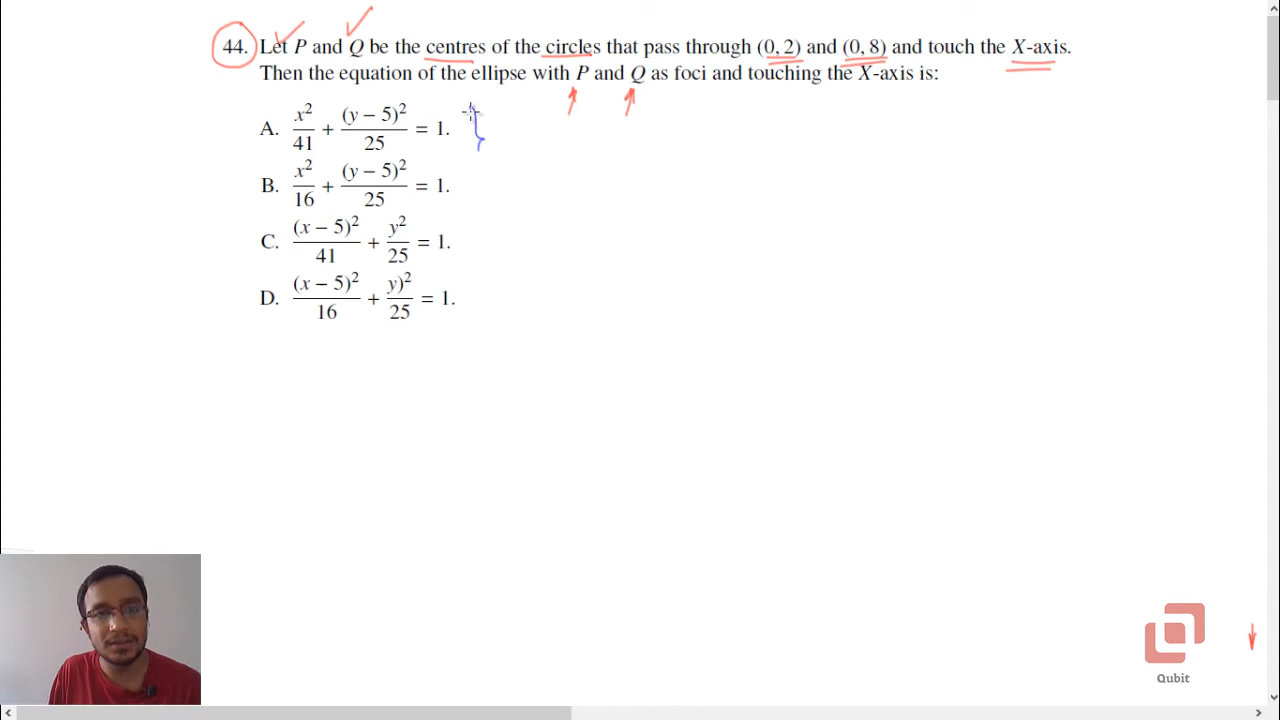 44. Let P and Q be the centres of the circles that pass through (0, 2) and (0, 8) and touch the X-axis.
Then the equation of the ellipse with P and Q as foci and touching the X-axis is:
A. x²/41 + (y − 5)²/25 = 1.
B. x²/16 + (y − 5)²/25 = 1.
C. (x − 5)²/41 + y²/25 = 1.
D. (x − 5)²/16 + y)²/25 = 1.
Qubit